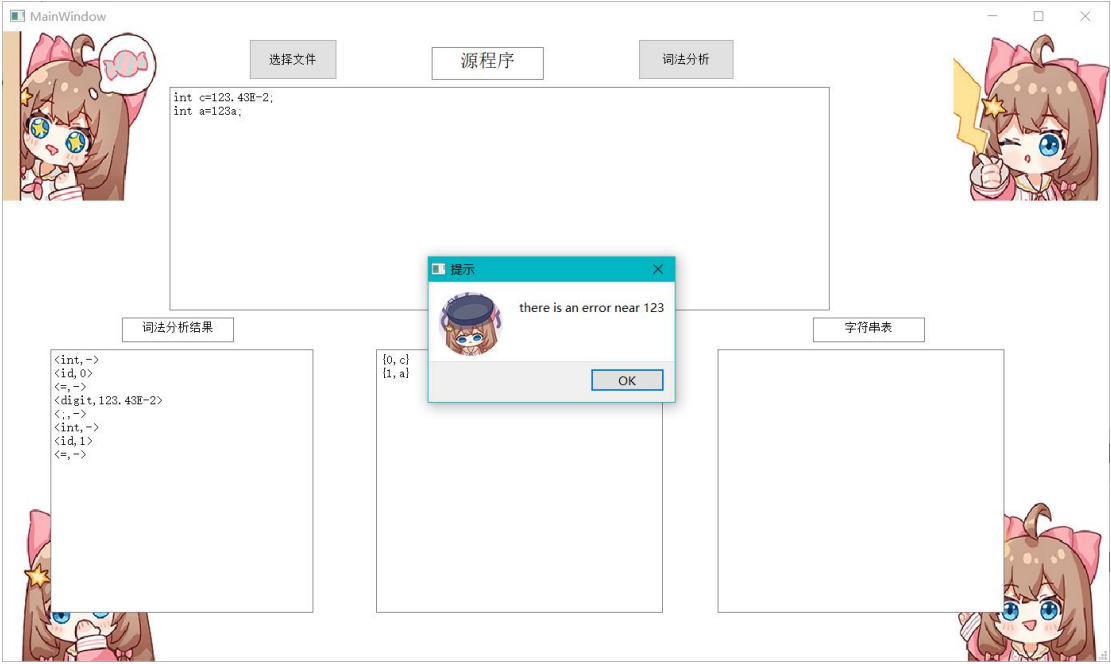 MainWindow
选择文件
源程序
词法分析
int c=123.43E-2;
int a=123a;
提示
there is an error near 123
OK
词法分析结果
字符串表
<int,->
<id,0>
<=,->
<digit,123.43E-2>
<;,->
<int,->
<id,1>
<=,->
{0,c}
{1,a}